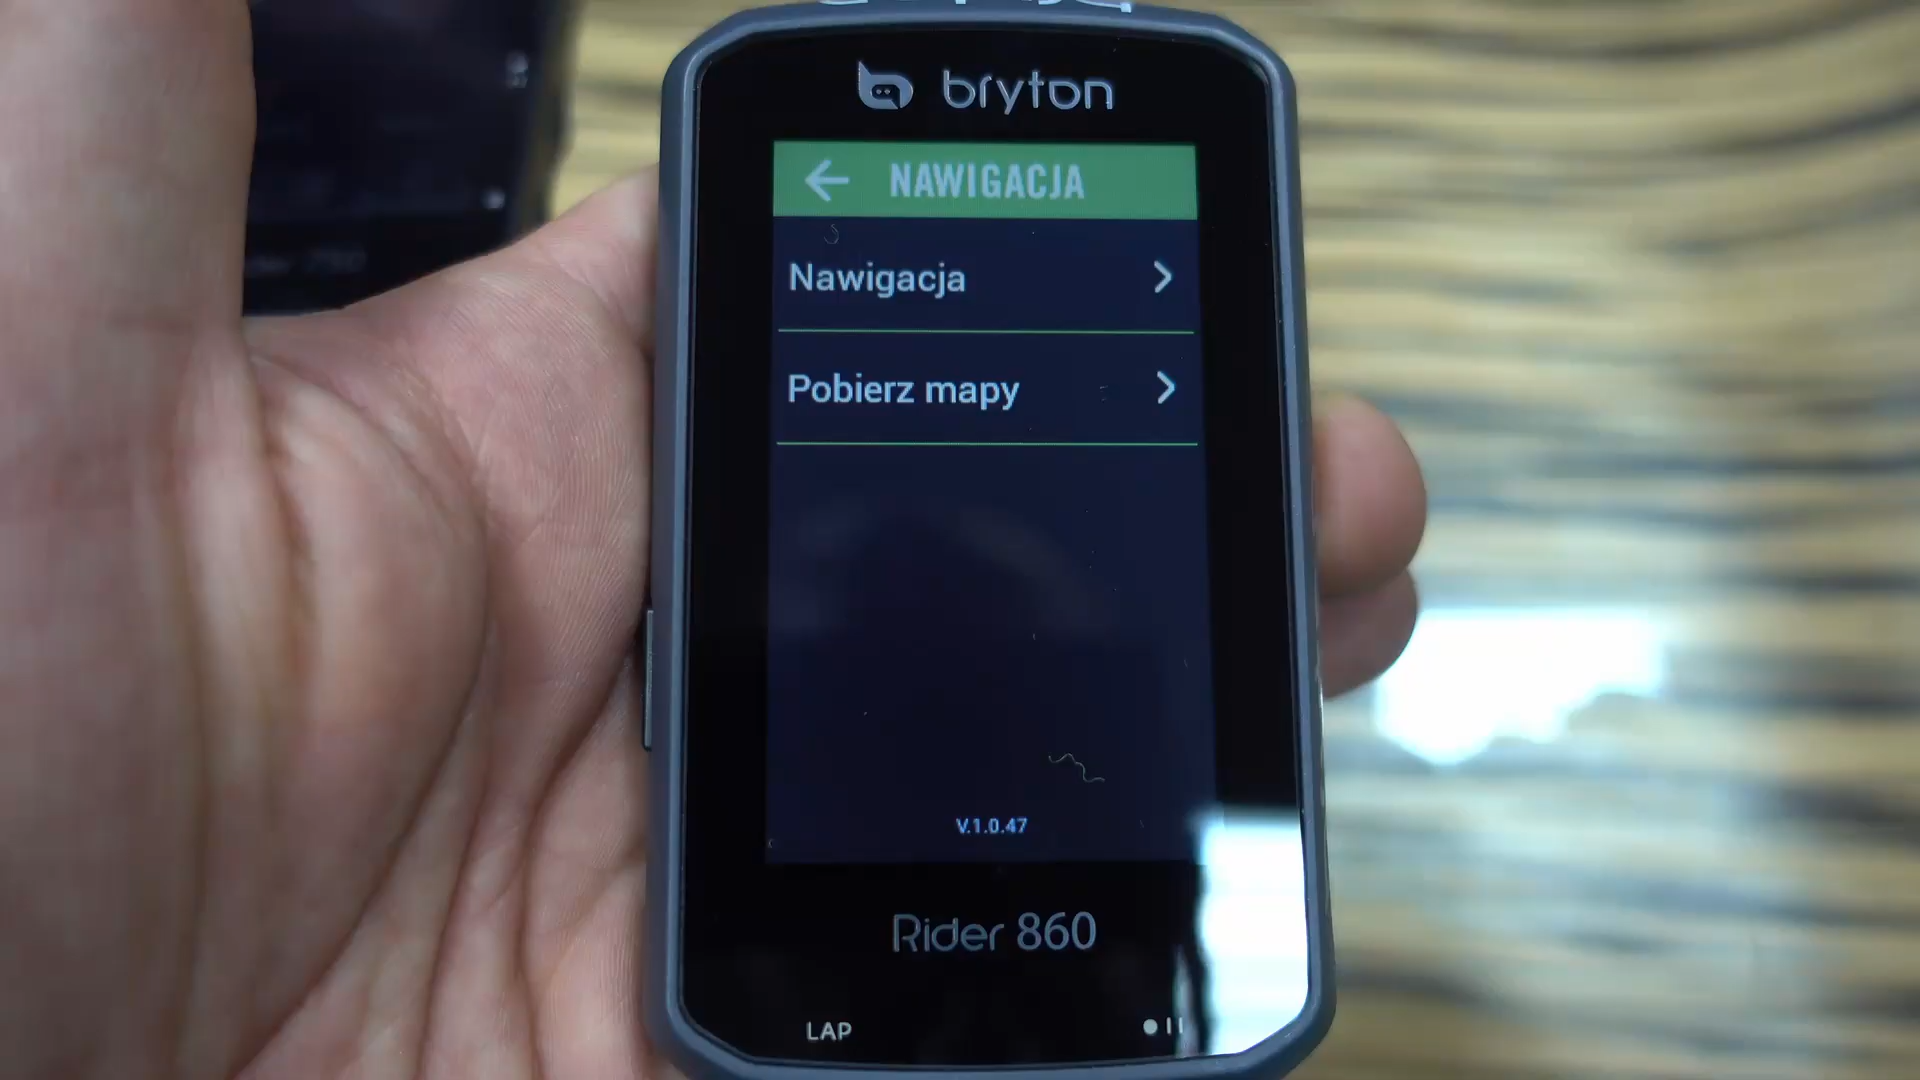 bryton
NAWIGACJA
Nawigacja
Pobierz mapy
V.1.0.47
Rider 860
LAP